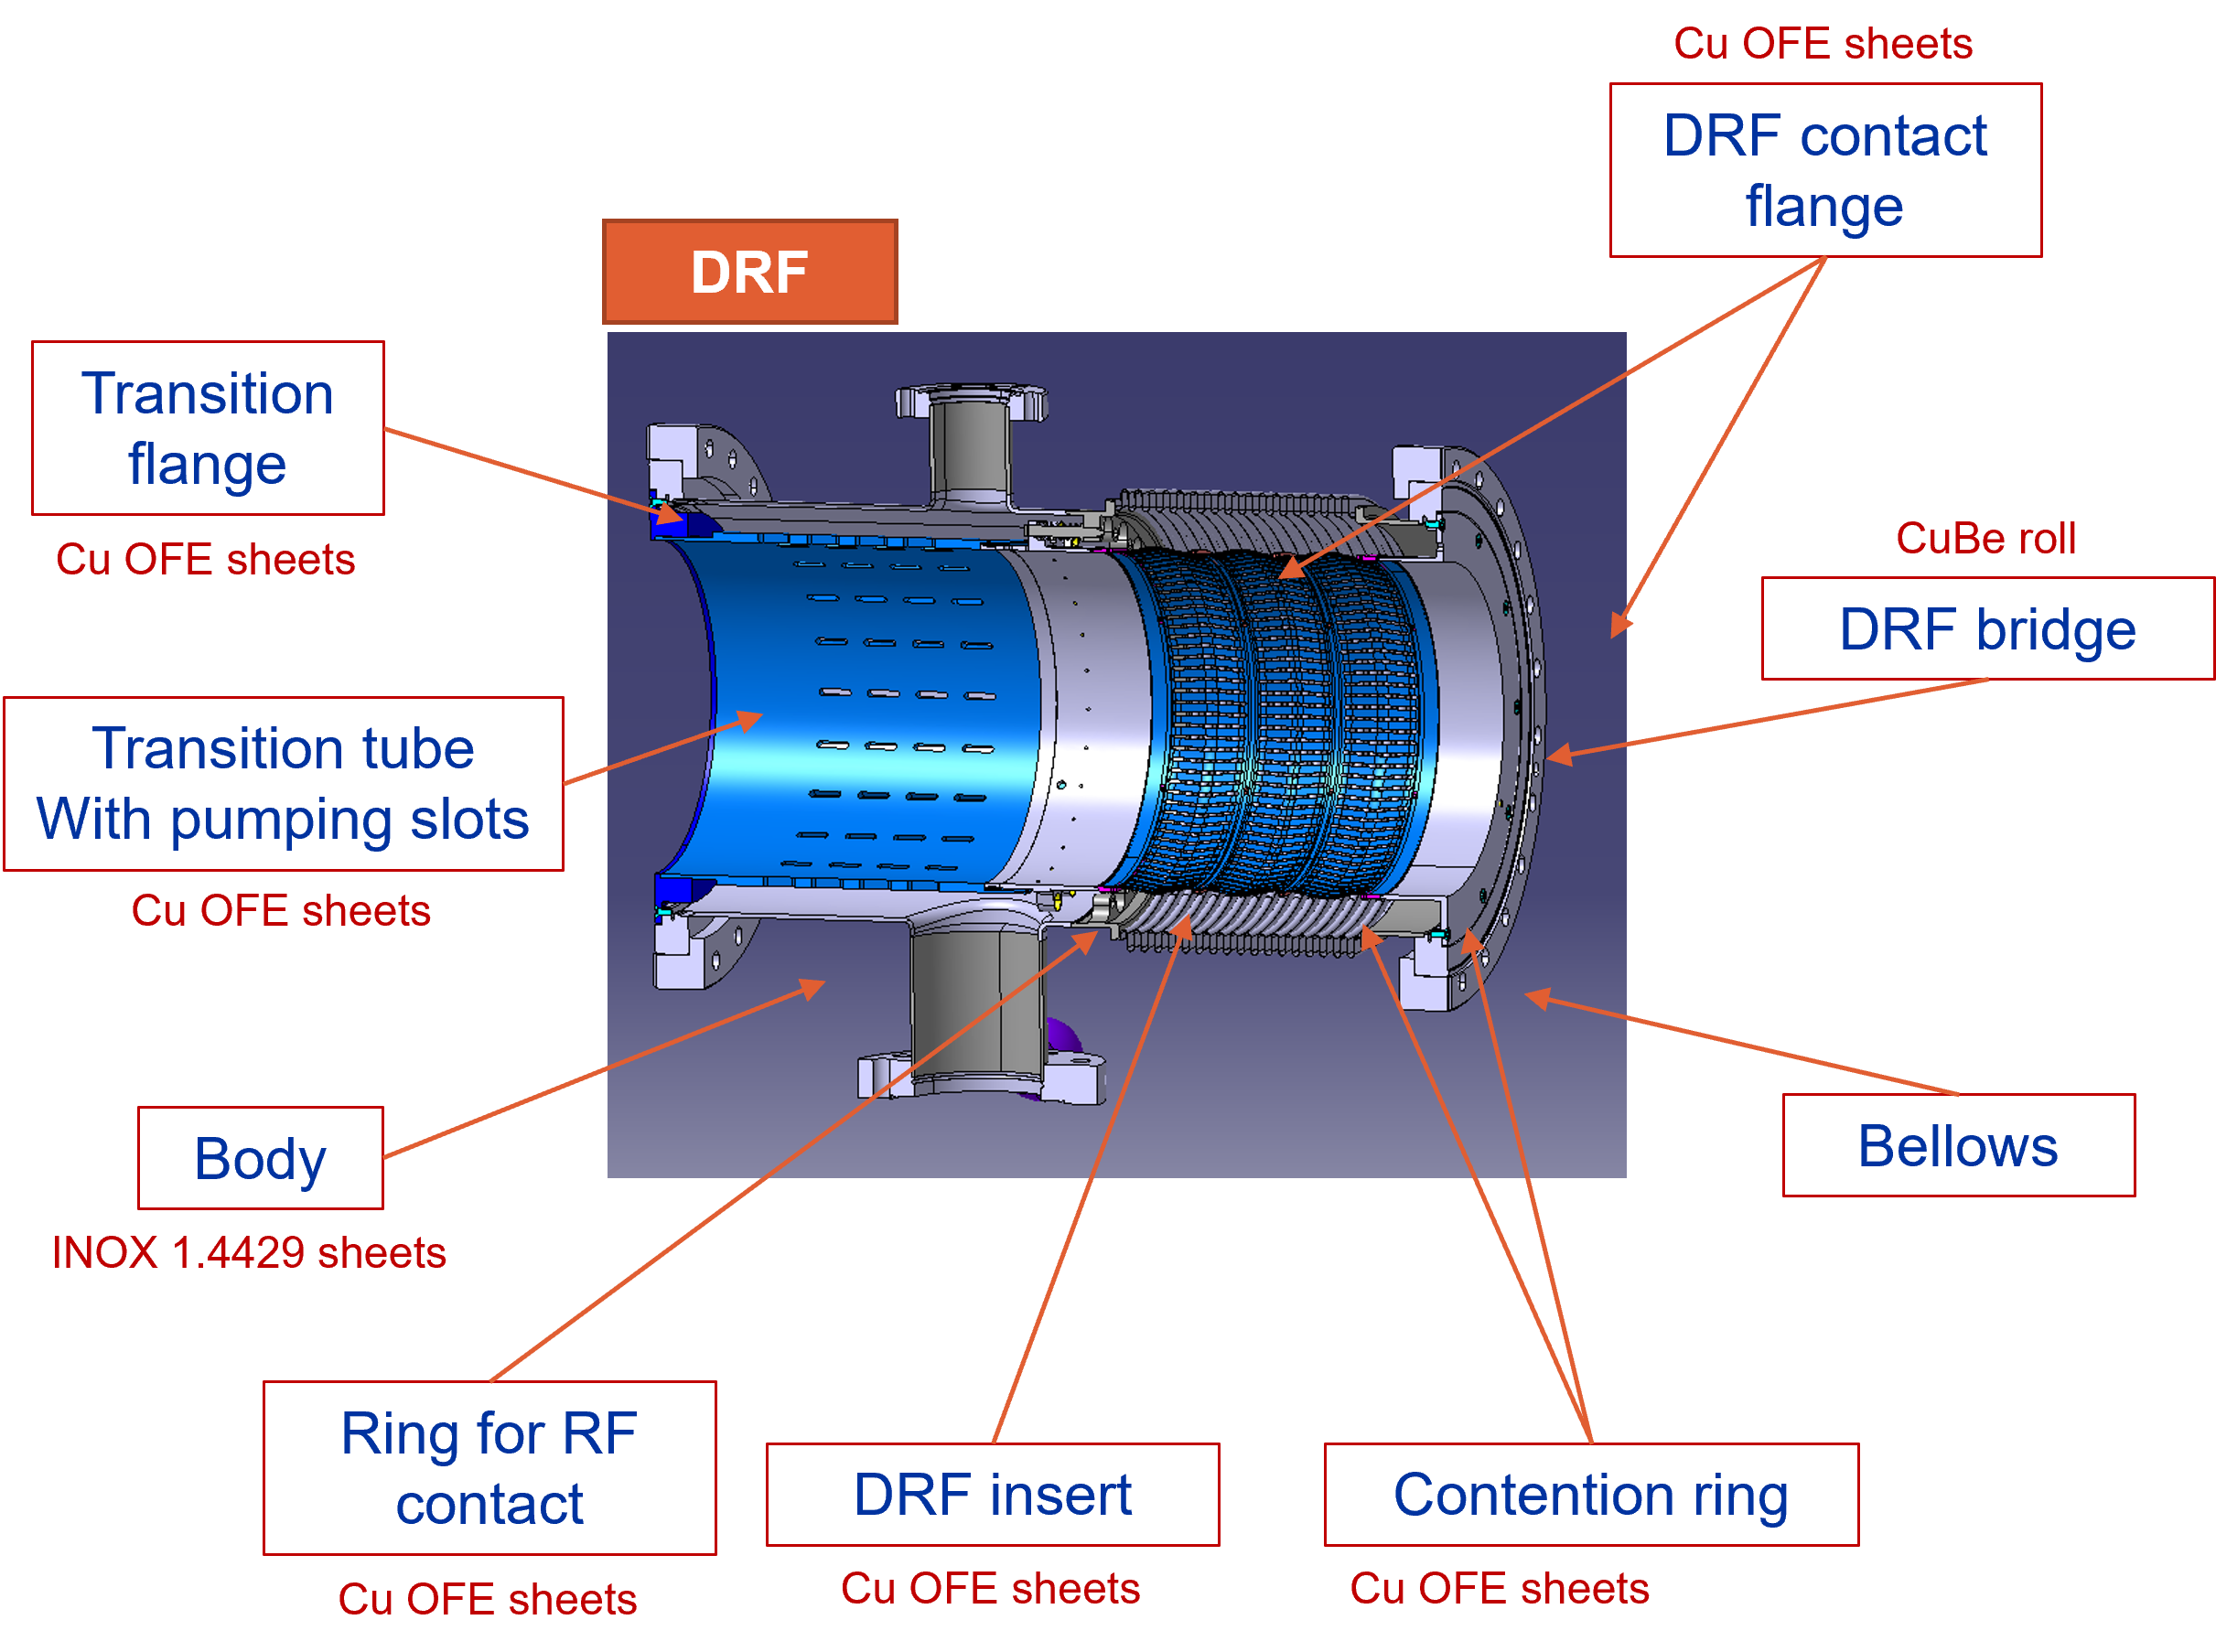 Cu OFE sheets
DRF contact
flange
DRF
Transition
flange
Cu OFE sheets
CuBe roll
DRF bridge
Transition tube
With pumping slots
Cu OFE sheets
Body
INOX 1.4429 sheets
Bellows
Ring for RF
contact
Cu OFE sheets
DRF insert
Cu OFE sheets
Contention ring
Cu OFE sheets